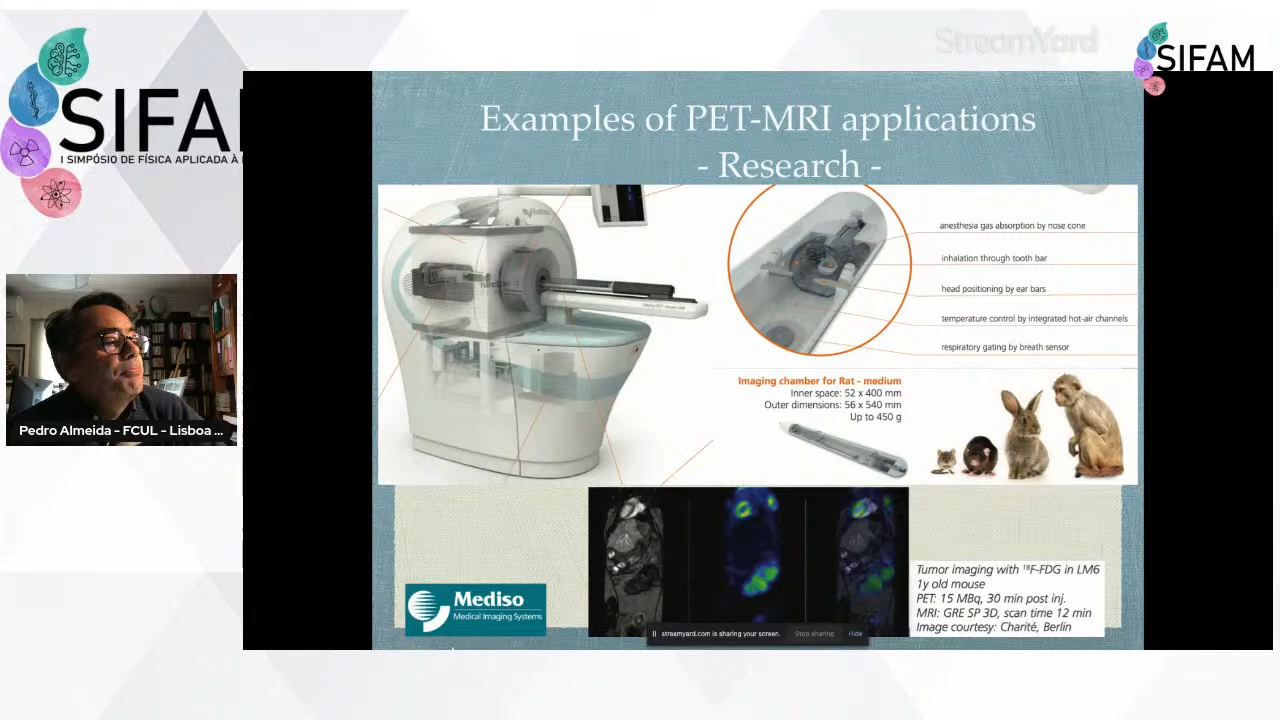 StreamYard
SIFAM
SIFA
I SIMPÓSIO DE FÍSICA APLICADA À
Examples of PET-MRI applications
- Research -
anesthesia gas absorption by nose cone
inhalation through tooth bar
head positioning by ear bars
temperature control by integrated hot-air channels
respiratory gating by breath sensor
Imaging chamber for Rat - medium
Inner space: 52 x 400 mm
Outer dimensions: 56 x 540 mm
Up to 450 g
Pedro Almeida - FCUL - Lisboa ...
Mediso
Medical Imaging Systems
Tumor imaging with ¹⁸F-FDG in LM6
1y old mouse
PET: 15 MBq, 30 min post inj.
MRI: GRE SP 3D, scan time 12 min
Image courtesy: Charité, Berlin
streamyard.com is sharing your screen.
Stop sharing
Hide